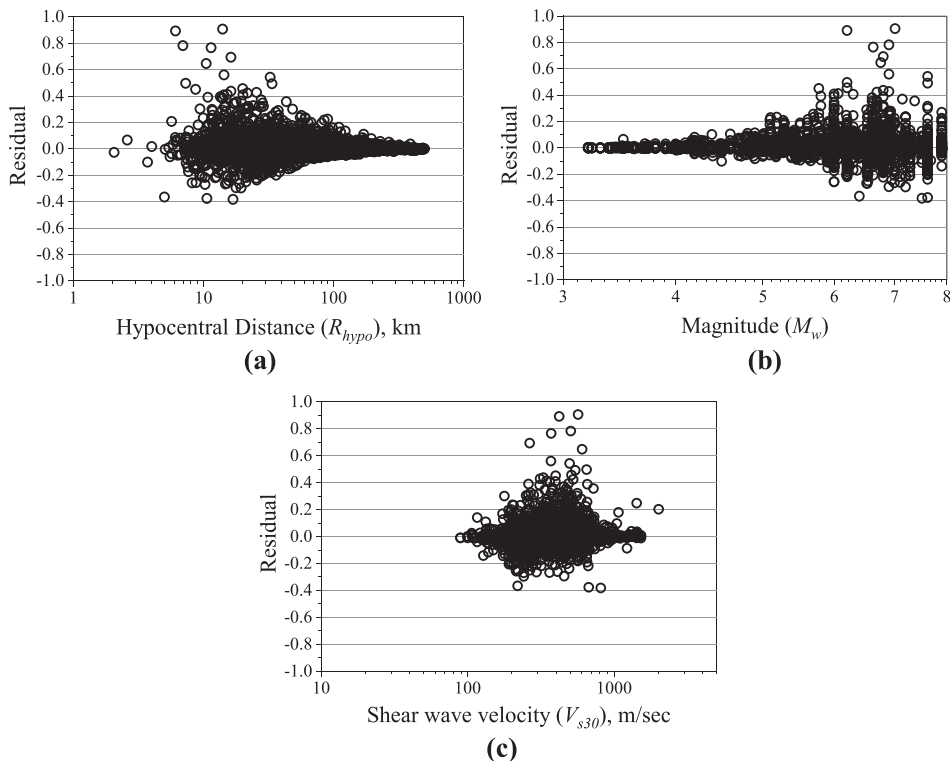 1.0
0.8
0.6
0.4
0.2
0.0
-0.2
-0.4
-0.6
-0.8
-1.0
Residual
1 10 100 1000
Hypocentral Distance (Rhypo), km
(a)
1.0
0.8
0.6
0.4
0.2
0.0
-0.2
-0.4
-0.6
-0.8
-1.0
Residual
3 4 5 6 7 8
Magnitude (Mw)
(b)
1.0
0.8
0.6
0.4
0.2
0.0
-0.2
-0.4
-0.6
-0.8
-1.0
Residual
10 100 1000
Shear wave velocity (Vs30), m/sec
(c)